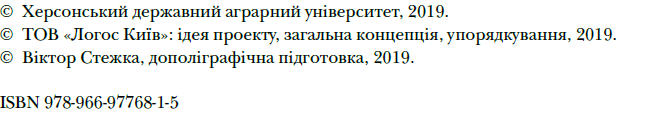 © Херсонський державний аграрний університет, 2019.
© ТОВ «Логос Київ»: ідея проекту, загальна концепція, упорядкування, 2019.
© Віктор Стежка, дополіграфічна підготовка, 2019.
ISBN 978-966-97768-1-5